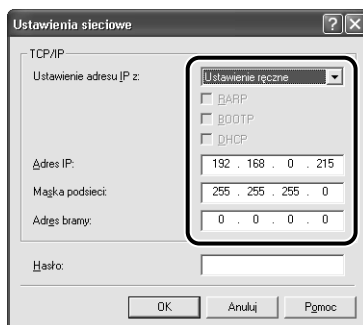 Ustawienia sieciowe
TCP/IP
Ustawienie adresu IP z: Ustawienie ręczne
RARP
BOOTP
DHCP
Adres IP: 192 . 168 . 0 . 215
Maska podsieci: 255 . 255 . 255 . 0
Adres bramy: 0 . 0 . 0 . 0
Hasło:
OK Anuluj Pomoc